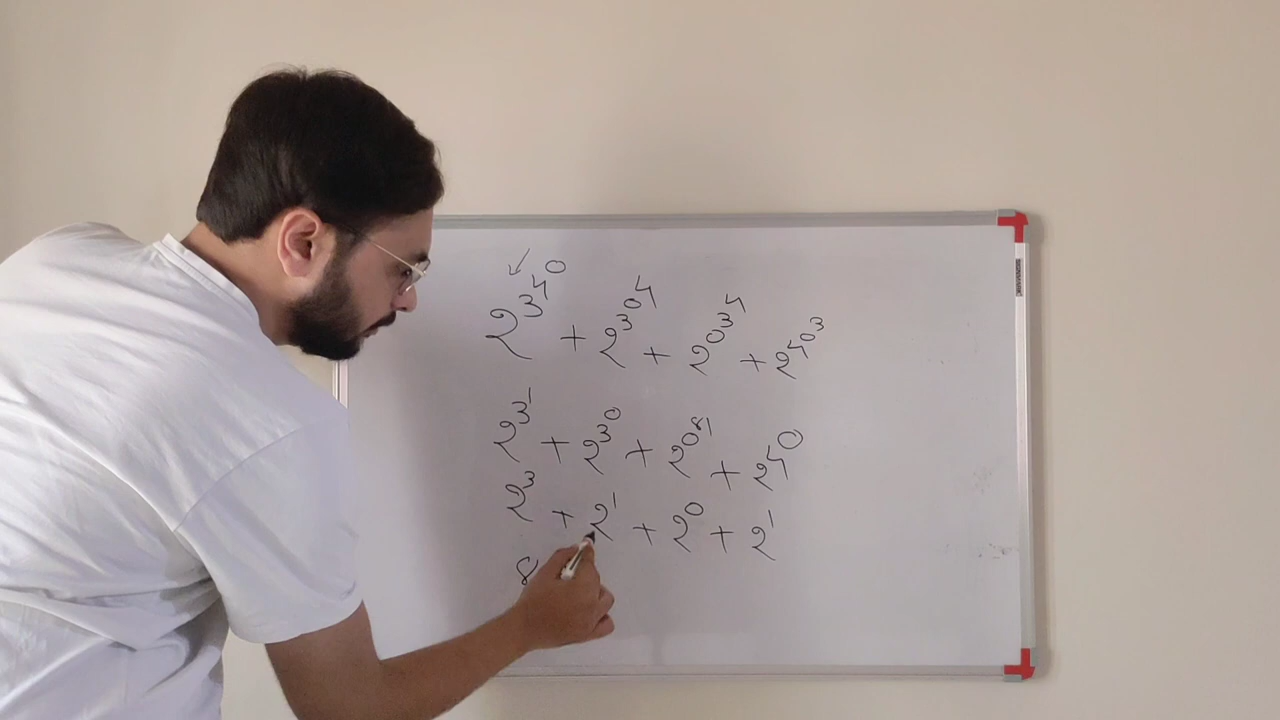 2^3^4^0 + 2^3^0^4 + 2^0^3^4 + 2^4^0^3
2^3^1 + 2^3^0 + 2^0^81 + 2^4^0
2^3 + 2^1 + 2^0 + 2^1
8